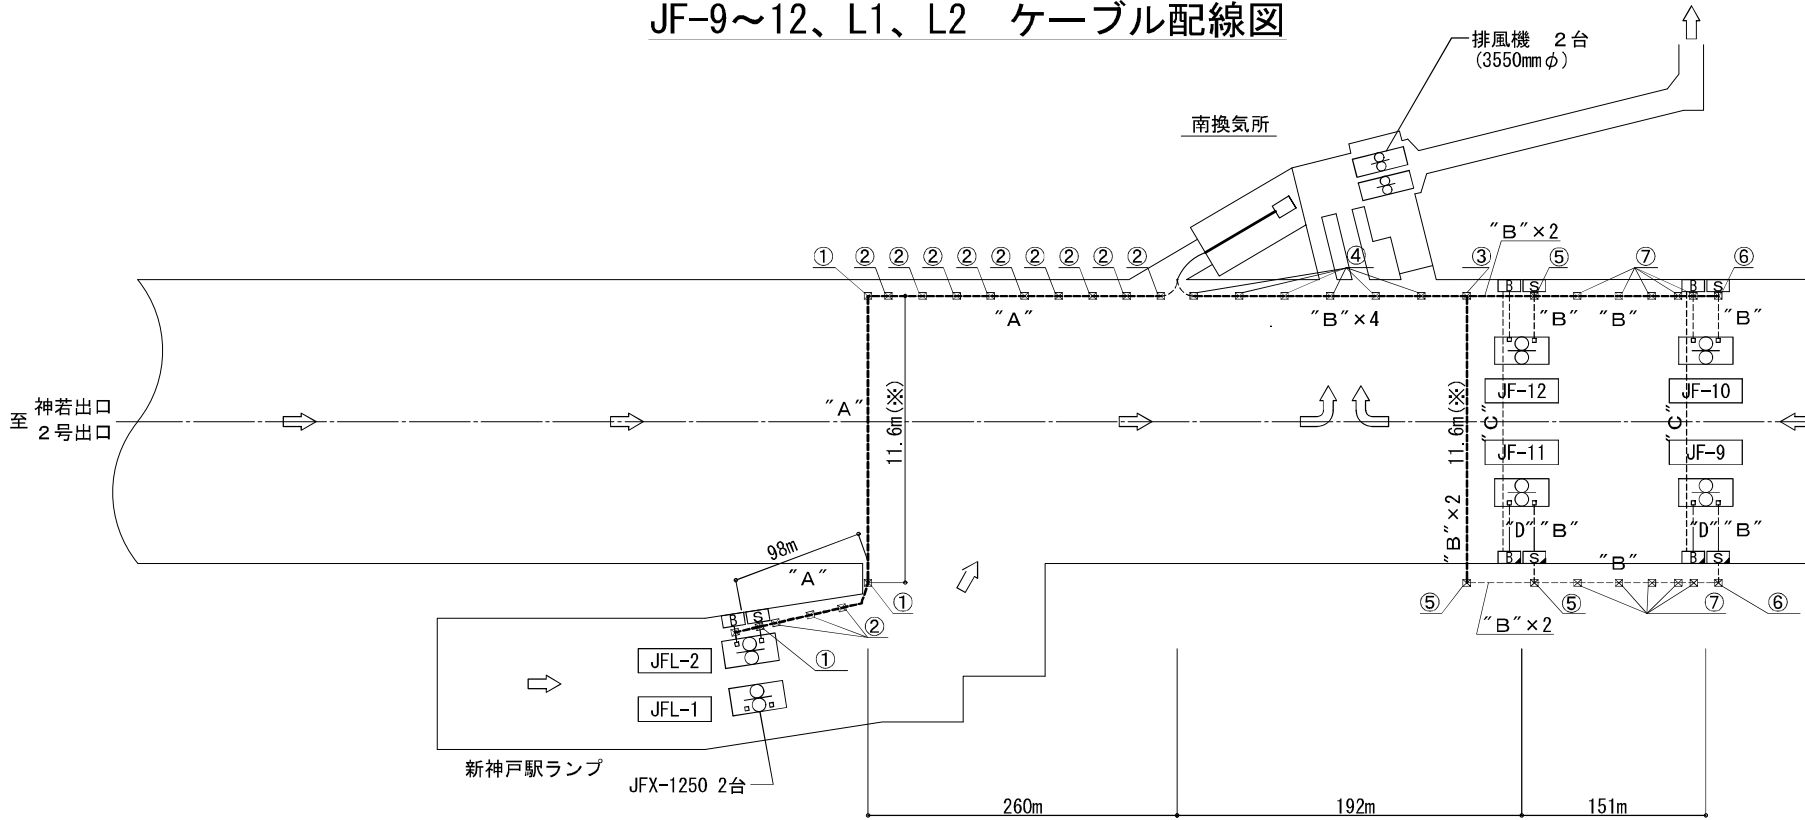 JF-9～12、L1、L2　ケーブル配線図
排風機　２台
(3550mmφ)
南換気所
"B"×2
① ② ② ② ② ② ② ② ② ② ④ ③ ⑤ ⑦ ⑥
B S B S
"A" "B"×4 "B" "B" "B"
JF-12 JF-10
至 神若出口
２号出口
"A" 11.6m(※) 11.6m(※) "C" "C"
JF-11 JF-9
"B"×2
"D" "B" "D" "B"
98m
"A"
B S "B" B S
① ⑤ ⑤ ⑦ ⑥
B S ② "B"×2
①
JFL-2
JFL-1
新神戸駅ランプ
JFX-1250 2台
260m 192m 151m